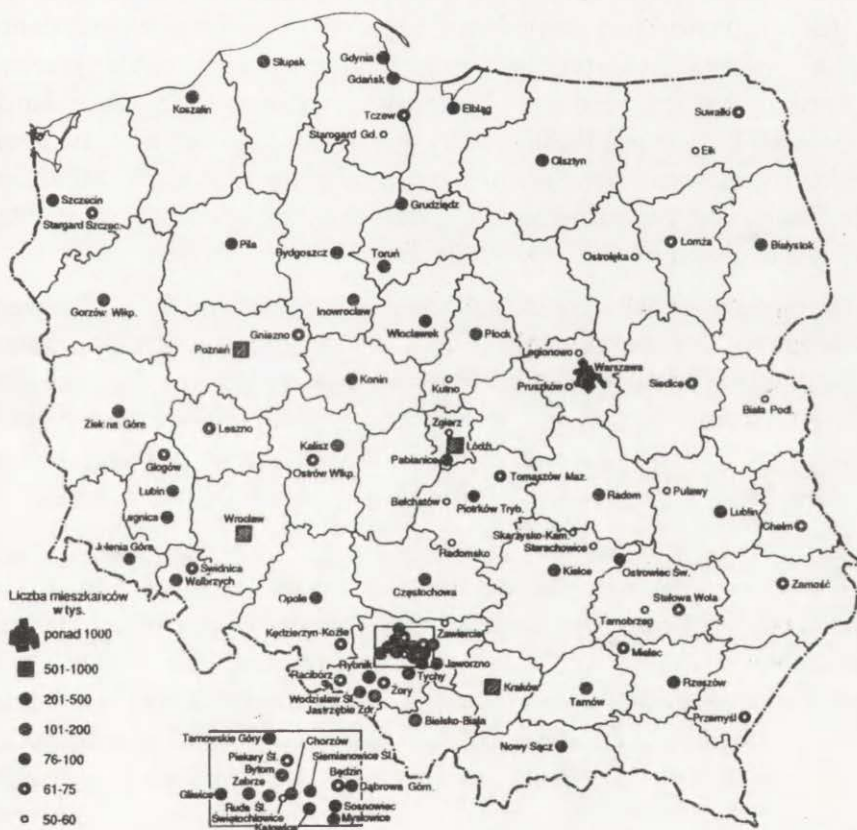 Słupsk
Gdynia
Gdańsk
Koszalin
Tczew
Elbląg
Suwałki
Starogard Gd.
Ełk
Olsztyn
Szczecin
Stargard Szczec.
Grudziądz
Piła
Bydgoszcz
Toruń
Ostrołęka
Łomża
Białystok
Gorzów Wlkp.
Inowrocław
Gniezno
Włocławek
Płock
Poznań
Legionowo
Warszawa
Konin
Kutno
Pruszków
Siedlce
Biała Podl.
Zielona Góra
Leszno
Zgierz
Kalisz
Łódź
Głogów
Ostrów Wlkp.
Pabianice
Tomaszów Maz.
Lubin
Bełchatów
Piotrków Tryb.
Radom
Puławy
Legnica
Wrocław
Lublin
Chełm
Skarżysko-Kam.
Jelenia Góra
Radomsko
Starachowice
Świdnica
Wałbrzych
Kielce
Ostrowiec Św.
Częstochowa
Zamość
Liczba mieszkańców
w tys.
Opole
Stalowa Wola
Tarnobrzeg
ponad 1000
Kędzierzyn-Koźle
Zawiercie
Mielec
501-1000
Rybnik
Jaworzno
Racibórz
Tychy
Kraków
Rzeszów
201-500
Żory
Tarnów
Wodzisław Śl.
Jastrzębie Zdr.
101-200
Bielsko-Biała
Przemyśl
Tarnowskie Góry
Chorzów
Nowy Sącz
76-100
Piekary Śl.
Siemianowice Śl.
Bytom
Zabrze
Będzin
61-75
Gliwice
Dąbrowa Górn.
Ruda Śl.
Sosnowiec
50-60
Świętochłowice
Katowice
Mysłowice